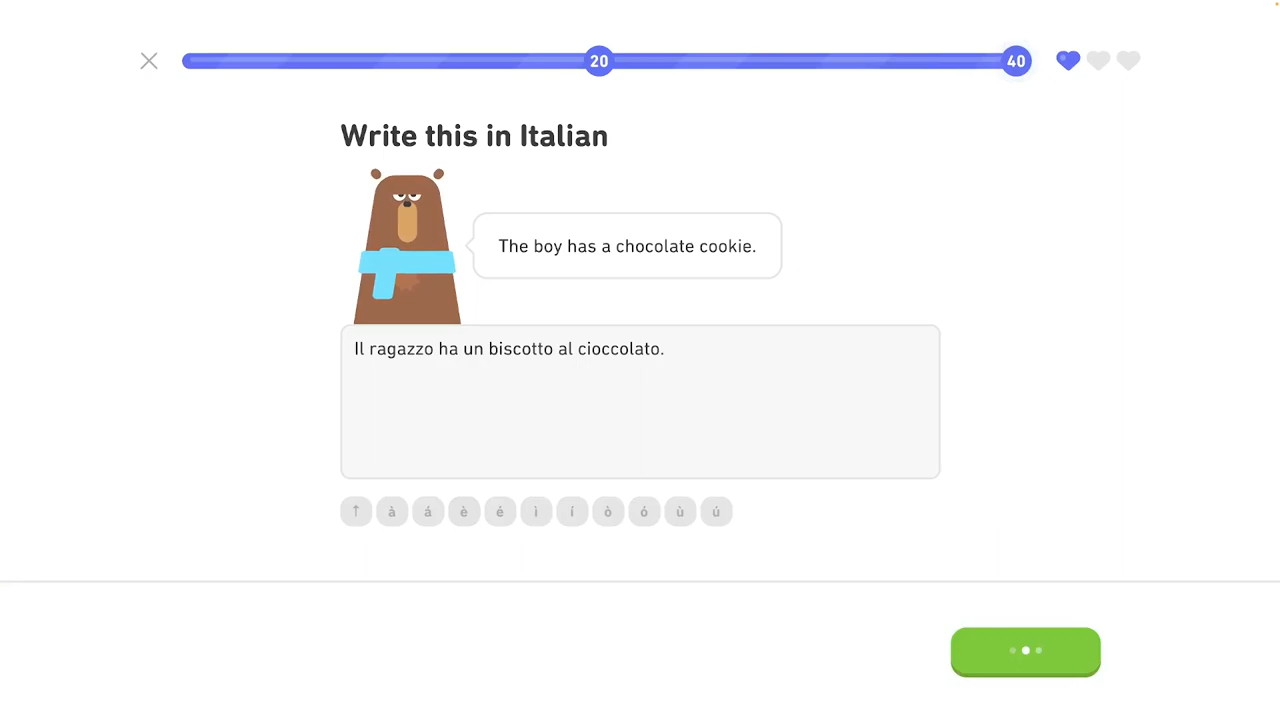 20
40
Write this in Italian
The boy has a chocolate cookie.
Il ragazzo ha un biscotto al cioccolato.
↑ à á è é ì í ò ó ù ú